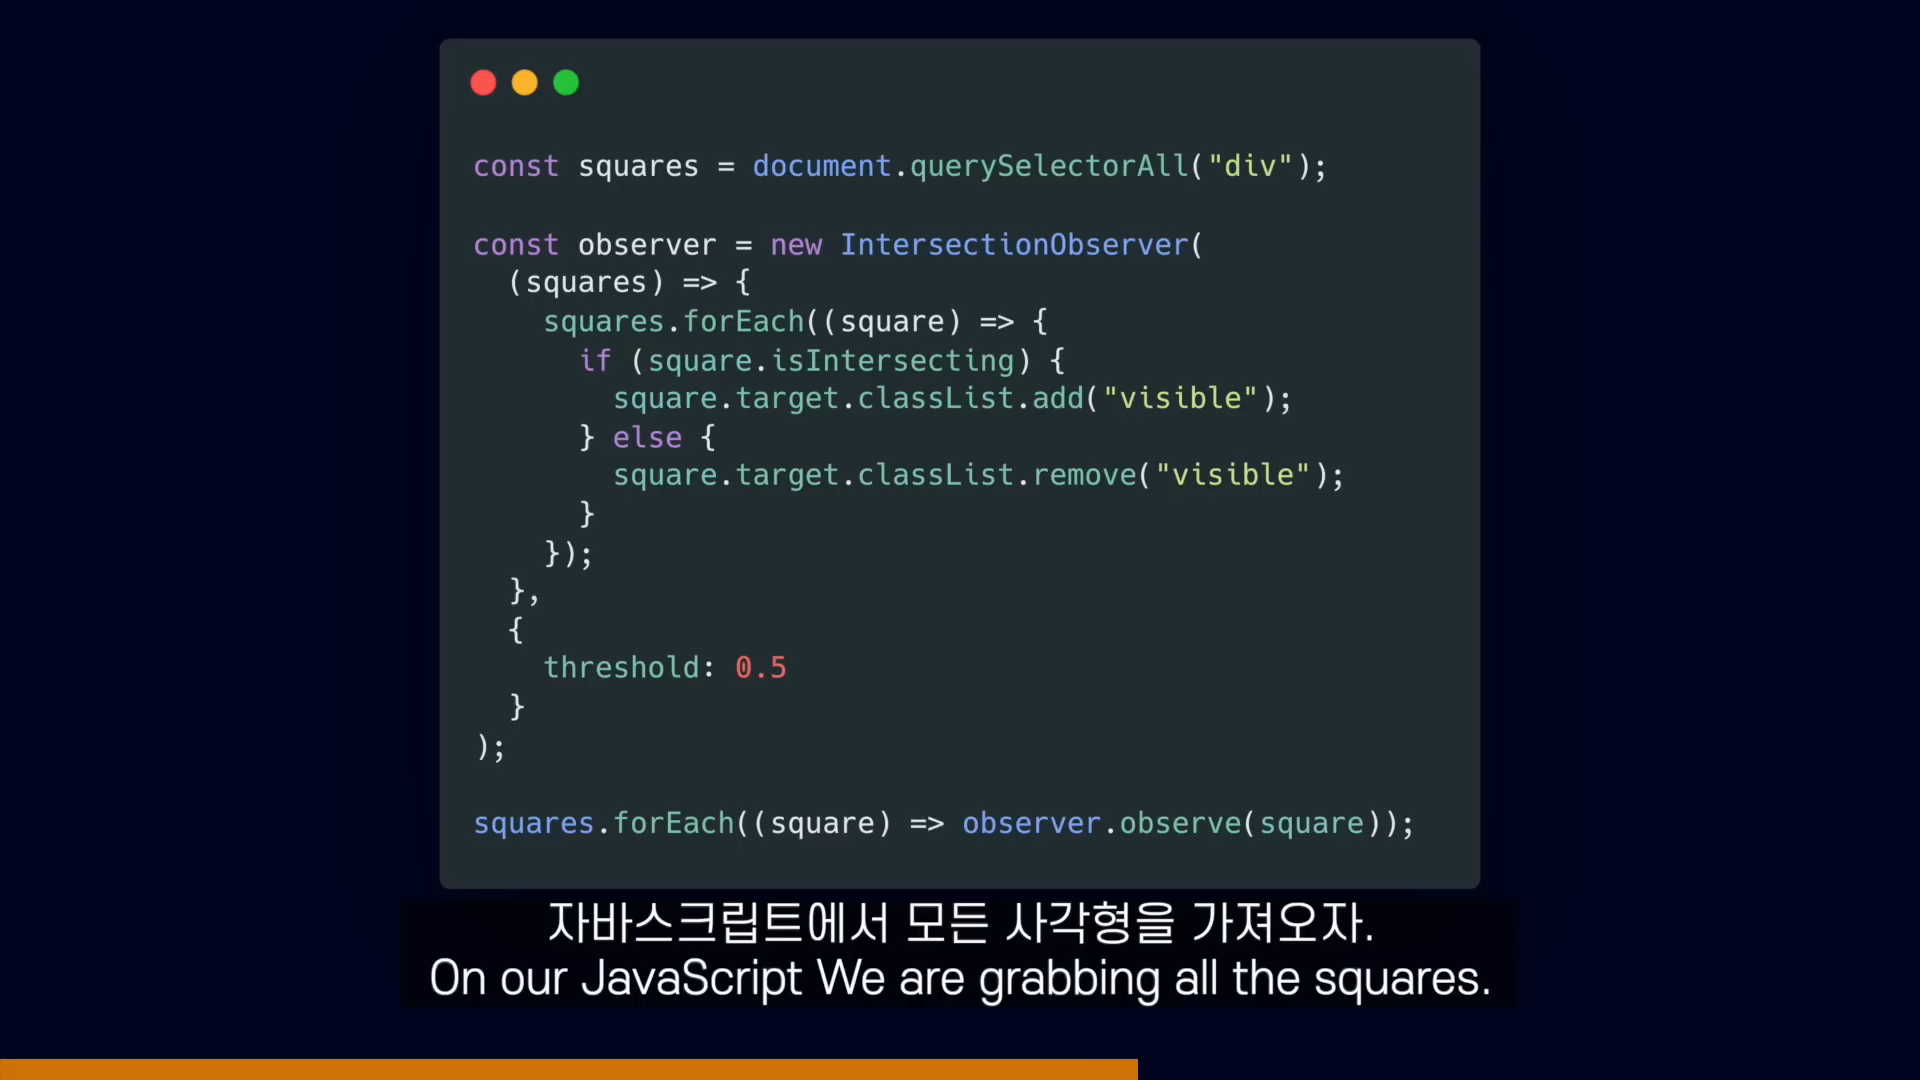 const squares = document.querySelectorAll("div");
const observer = new IntersectionObserver(
(squares) => {
squares.forEach((square) => {
if (square.isIntersecting) {
square.target.classList.add("visible");
} else {
square.target.classList.remove("visible");
}
});
},
{
threshold: 0.5
}
);
squares.forEach((square) => observer.observe(square));
자바스크립트에서 모든 사각형을 가져오자.
On our JavaScript We are grabbing all the squares.